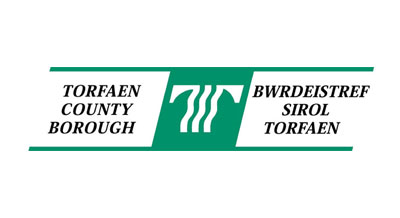 TORFAEN
COUNTY
BOROUGH
BWRDEISTREF
SIROL
TORFAEN